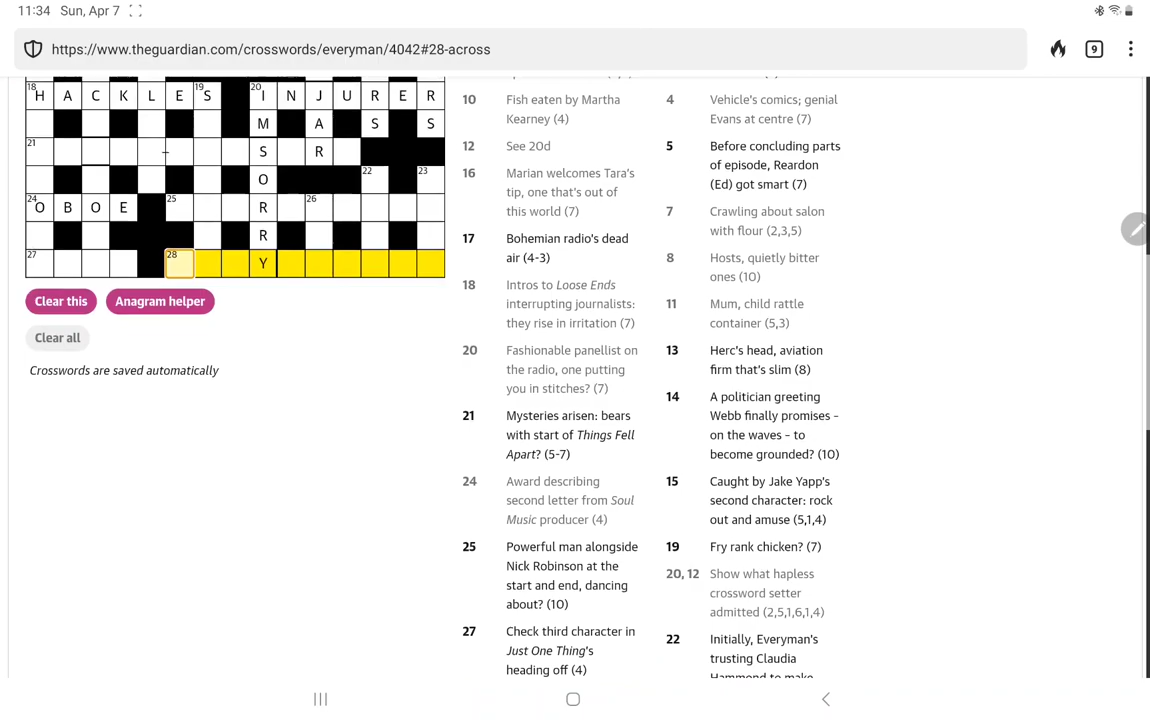 11:34 Sun, Apr 7
https://www.theguardian.com/crosswords/everyman/4042#28-across
9
18 H A C K L E 19 S 20 I N J U R E R
M A S S
21 S R
O 22 23
24 O B O E 25 R 26
R
27 28 Y
Clear this Anagram helper
Clear all
Crosswords are saved automatically
10 Fish eaten by Martha
Kearney (4)
12 See 20d
16 Marian welcomes Tara's
tip, one that's out of
this world (7)
17 Bohemian radio's dead
air (4-3)
18 Intros to Loose Ends
interrupting journalists:
they rise in irritation (7)
20 Fashionable panellist on
the radio, one putting
you in stitches? (7)
21 Mysteries arisen: bears
with start of Things Fell
Apart? (5-7)
24 Award describing
second letter from Soul
Music producer (4)
25 Powerful man alongside
Nick Robinson at the
start and end, dancing
about? (10)
27 Check third character in
Just One Thing's
heading off (4)
4 Vehicle's comics; genial
Evans at centre (7)
5 Before concluding parts
of episode, Reardon
(Ed) got smart (7)
7 Crawling about salon
with flour (2,3,5)
8 Hosts, quietly bitter
ones (10)
11 Mum, child rattle
container (5,3)
13 Herc's head, aviation
firm that's slim (8)
14 A politician greeting
Webb finally promises –
on the waves – to
become grounded? (10)
15 Caught by Jake Yapp's
second character: rock
out and amuse (5,1,4)
19 Fry rank chicken? (7)
20, 12 Show what hapless
crossword setter
admitted (2,5,1,6,1,4)
22 Initially, Everyman's
trusting Claudia
Hammond to make